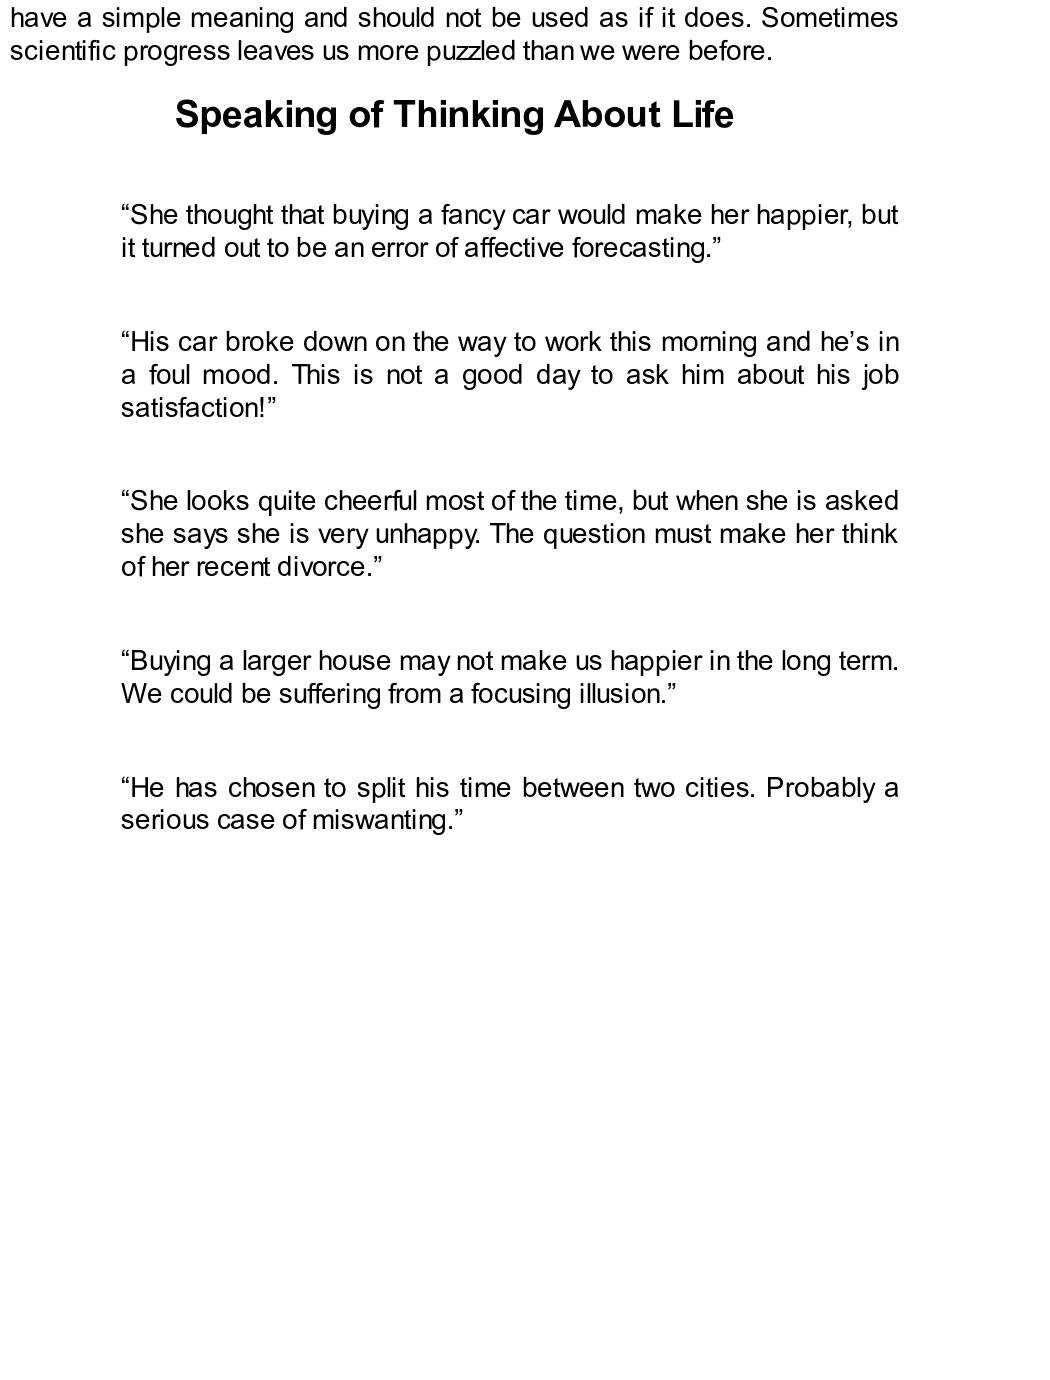 have a simple meaning and should not be used as if it does. Sometimes
scientific progress leaves us more puzzled than we were before.
Speaking of Thinking About Life
“She thought that buying a fancy car would make her happier, but
it turned out to be an error of affective forecasting.”
“His car broke down on the way to work this morning and he’s in
a foul mood. This is not a good day to ask him about his job
satisfaction!”
“She looks quite cheerful most of the time, but when she is asked
she says she is very unhappy. The question must make her think
of her recent divorce.”
“Buying a larger house may not make us happier in the long term.
We could be suffering from a focusing illusion.”
“He has chosen to split his time between two cities. Probably a
serious case of miswanting.”